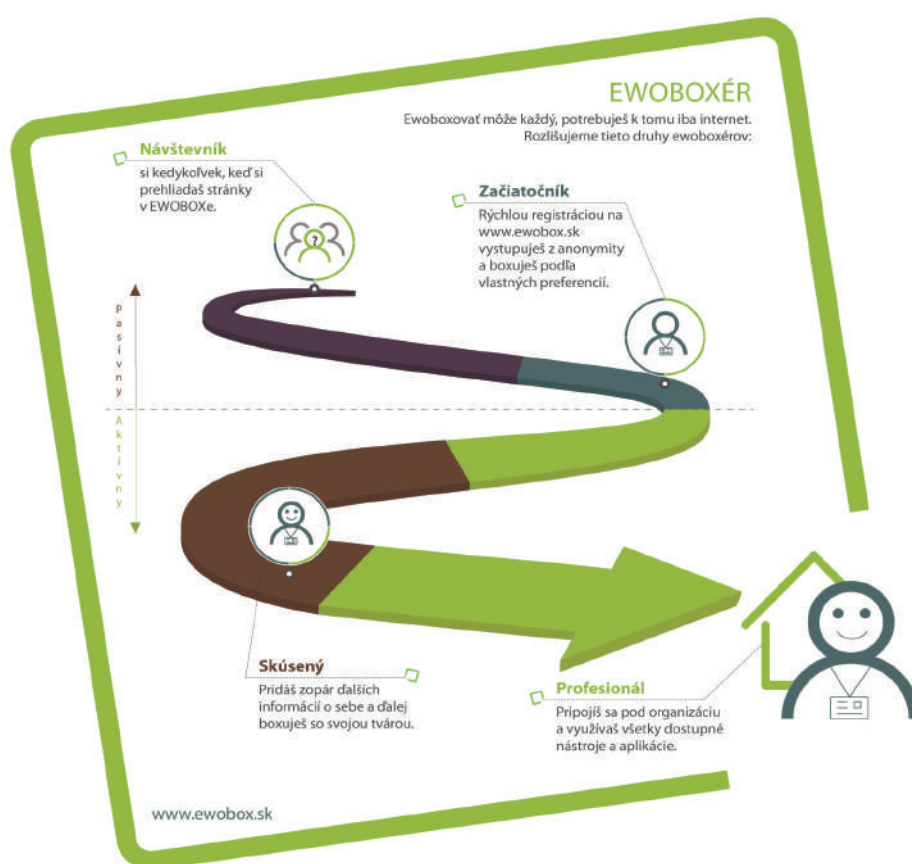 EWOBOXÉR
Ewoboxovať môže každý, potrebuješ k tomu iba internet.
Rozlišujeme tieto druhy ewoboxérov:
Návštevník
si kedykoľvek, keď si
prehliadaš stránky
v EWOBOXe.
?
Začiatočník
Rýchlou registráciou na
www.ewobox.sk
vystupuješ z anonymity
a boxuješ podľa
vlastných preferencií.
pasívny
Aktívny
Skúsený
Pridáš zopár ďalších
informácií o sebe a ďalej
boxuješ so svojou tvárou.
Profesionál
Pripojíš sa pod organizáciu
a využívaš všetky dostupné
nástroje a aplikácie.
www.ewobox.sk